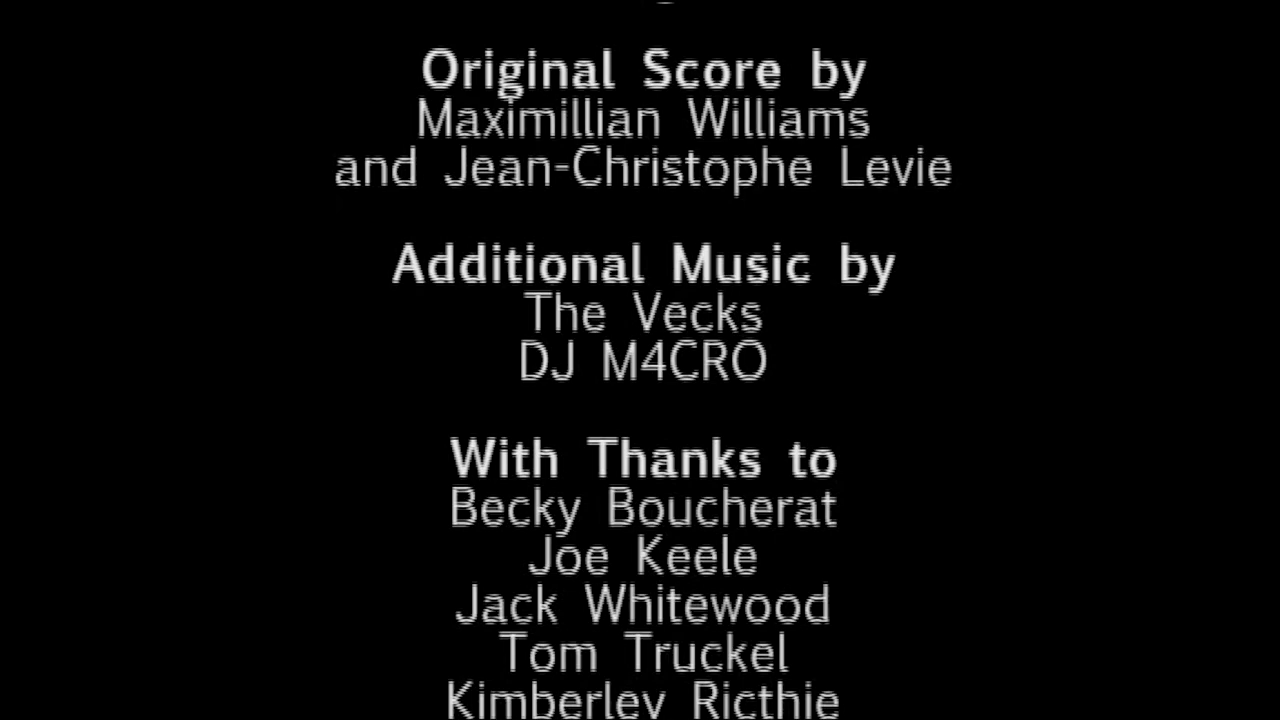 Original Score by
Maximillian Williams
and Jean-Christophe Levie
Additional Music by
The Vecks
DJ M4CRO
With Thanks to
Becky Boucherat
Joe Keele
Jack Whitewood
Tom Truckel
Kimberley Ricthie